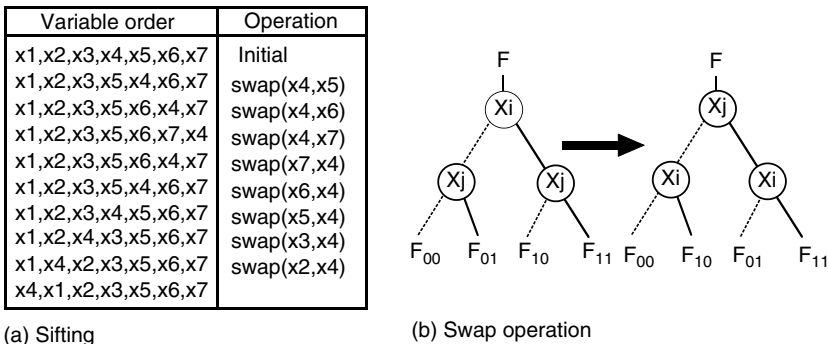 Variable order Operation
x1,x2,x3,x4,x5,x6,x7 Initial
x1,x2,x3,x5,x4,x6,x7 swap(x4,x5)
x1,x2,x3,x5,x6,x4,x7 swap(x4,x6)
x1,x2,x3,x5,x6,x7,x4 swap(x4,x7)
x1,x2,x3,x5,x6,x4,x7 swap(x7,x4)
x1,x2,x3,x5,x4,x6,x7 swap(x6,x4)
x1,x2,x3,x4,x5,x6,x7 swap(x5,x4)
x1,x2,x4,x3,x5,x6,x7 swap(x3,x4)
x1,x4,x2,x3,x5,x6,x7 swap(x2,x4)
x4,x1,x2,x3,x5,x6,x7
(a) Sifting
F F
Xi Xj
Xj Xj Xi Xi
F00 F01 F10 F11 F00 F10 F01 F11
(b) Swap operation